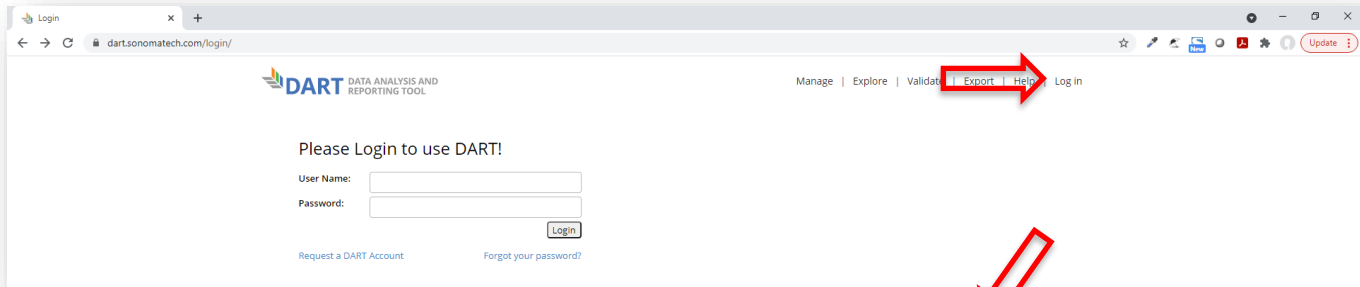 Login
dart.sonomatech.com/login/
New
Update
DART DATA ANALYSIS AND REPORTING TOOL
Manage | Explore | Validate | Export | Help | Log in
Please Login to use DART!
User Name:
Password:
Login
Request a DART Account Forgot your password?